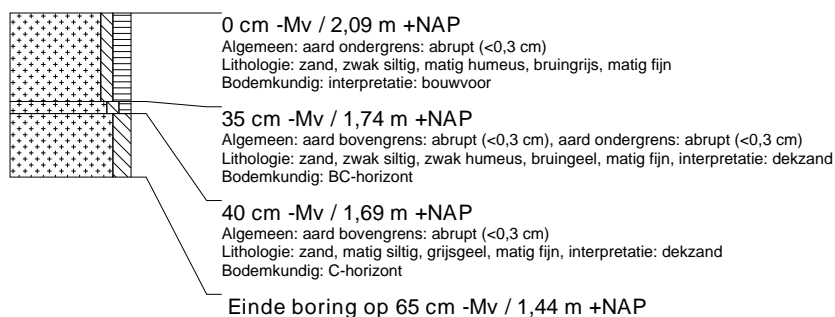 0 cm -Mv / 2,09 m +NAP
Algemeen: aard ondergrens: abrupt (<0,3 cm)
Lithologie: zand, zwak siltig, matig humeus, bruingrijs, matig fijn
Bodemkundig: interpretatie: bouwvoor
35 cm -Mv / 1,74 m +NAP
Algemeen: aard bovengrens: abrupt (<0,3 cm), aard ondergrens: abrupt (<0,3 cm)
Lithologie: zand, zwak siltig, zwak humeus, bruingeel, matig fijn, interpretatie: dekzand
Bodemkundig: BC-horizont
40 cm -Mv / 1,69 m +NAP
Algemeen: aard bovengrens: abrupt (<0,3 cm)
Lithologie: zand, matig siltig, grijsgeel, matig fijn, interpretatie: dekzand
Bodemkundig: C-horizont
Einde boring op 65 cm -Mv / 1,44 m +NAP